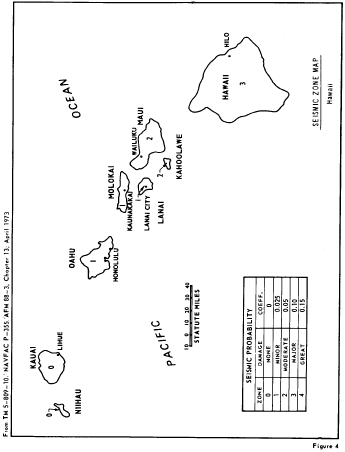 From TM 5-809-10, NAVFAC P-355, AFM 88-3, Chapter 13, April 1973
KAUAI
0
LIHUE
0
NIIHAU
OAHU
1
HONOLULU
MOLOKAI
1
KAUNAKAKAI
1
LANAI CITY
LANAI
WAILUKU
MAUI
2
2
KAHOOLAWE
OCEAN
HILO
HAWAII
3
PACIFIC
10 0 10 20 30 40
STATUTE MILES
SEISMIC PROBABILITY
ZONE DAMAGE COEFF.
0 NONE 0
1 MINOR 0.025
2 MODERATE 0.05
3 MAJOR 0.10
4 GREAT 0.15
SEISMIC ZONE MAP
Hawaii
Figure 4